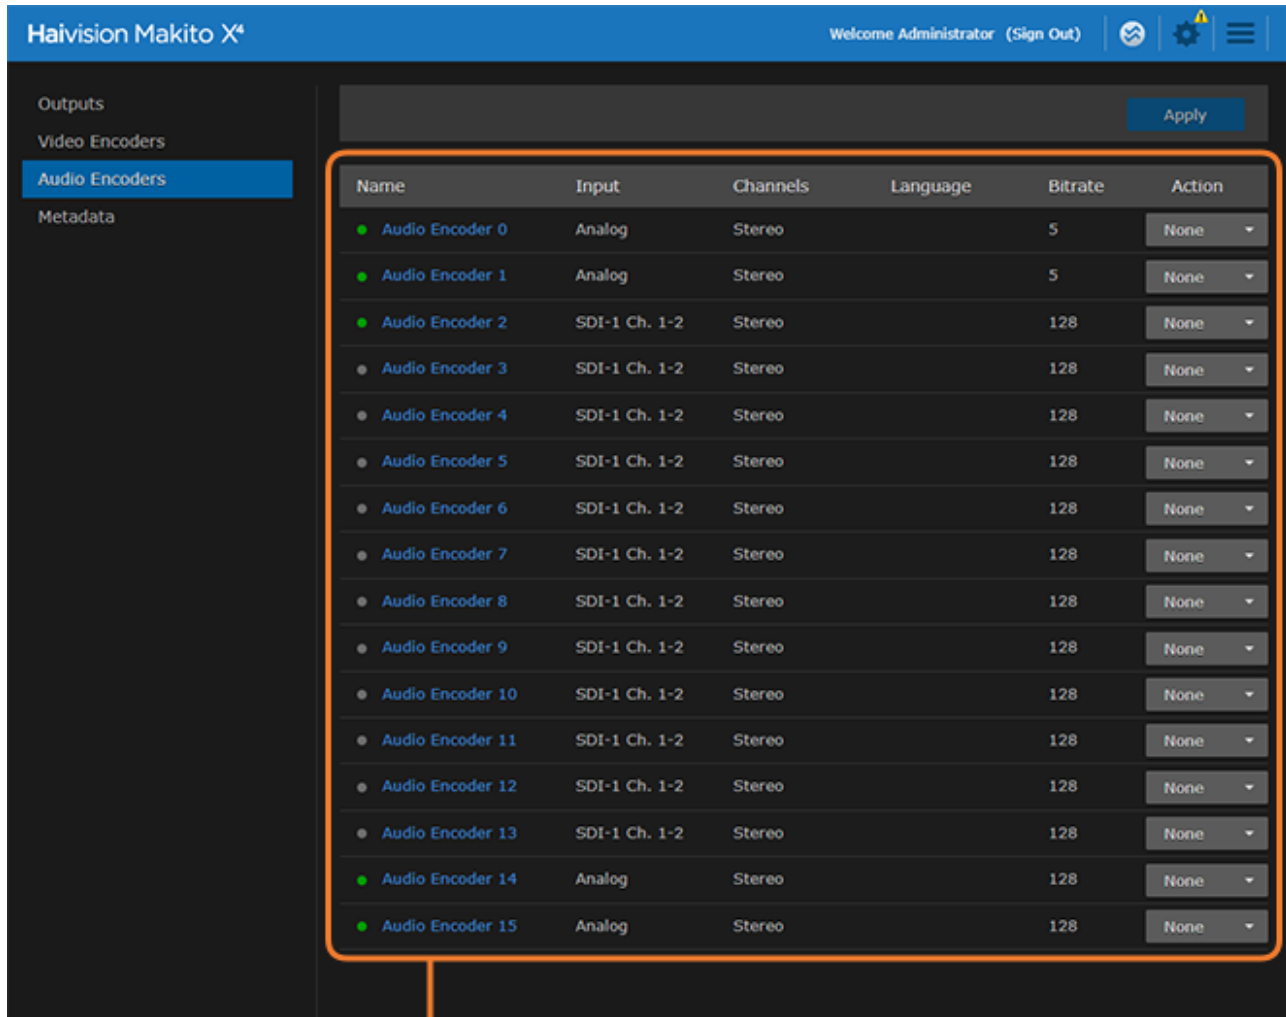 Haivision Makito X⁴
Welcome Administrator (Sign Out)
Outputs
Video Encoders
Audio Encoders
Metadata
Apply
Name Input Channels Language Bitrate Action
Audio Encoder 0 Analog Stereo 5 None
Audio Encoder 1 Analog Stereo 5 None
Audio Encoder 2 SDI-1 Ch. 1-2 Stereo 128 None
Audio Encoder 3 SDI-1 Ch. 1-2 Stereo 128 None
Audio Encoder 4 SDI-1 Ch. 1-2 Stereo 128 None
Audio Encoder 5 SDI-1 Ch. 1-2 Stereo 128 None
Audio Encoder 6 SDI-1 Ch. 1-2 Stereo 128 None
Audio Encoder 7 SDI-1 Ch. 1-2 Stereo 128 None
Audio Encoder 8 SDI-1 Ch. 1-2 Stereo 128 None
Audio Encoder 9 SDI-1 Ch. 1-2 Stereo 128 None
Audio Encoder 10 SDI-1 Ch. 1-2 Stereo 128 None
Audio Encoder 11 SDI-1 Ch. 1-2 Stereo 128 None
Audio Encoder 12 SDI-1 Ch. 1-2 Stereo 128 None
Audio Encoder 13 SDI-1 Ch. 1-2 Stereo 128 None
Audio Encoder 14 Analog Stereo 128 None
Audio Encoder 15 Analog Stereo 128 None